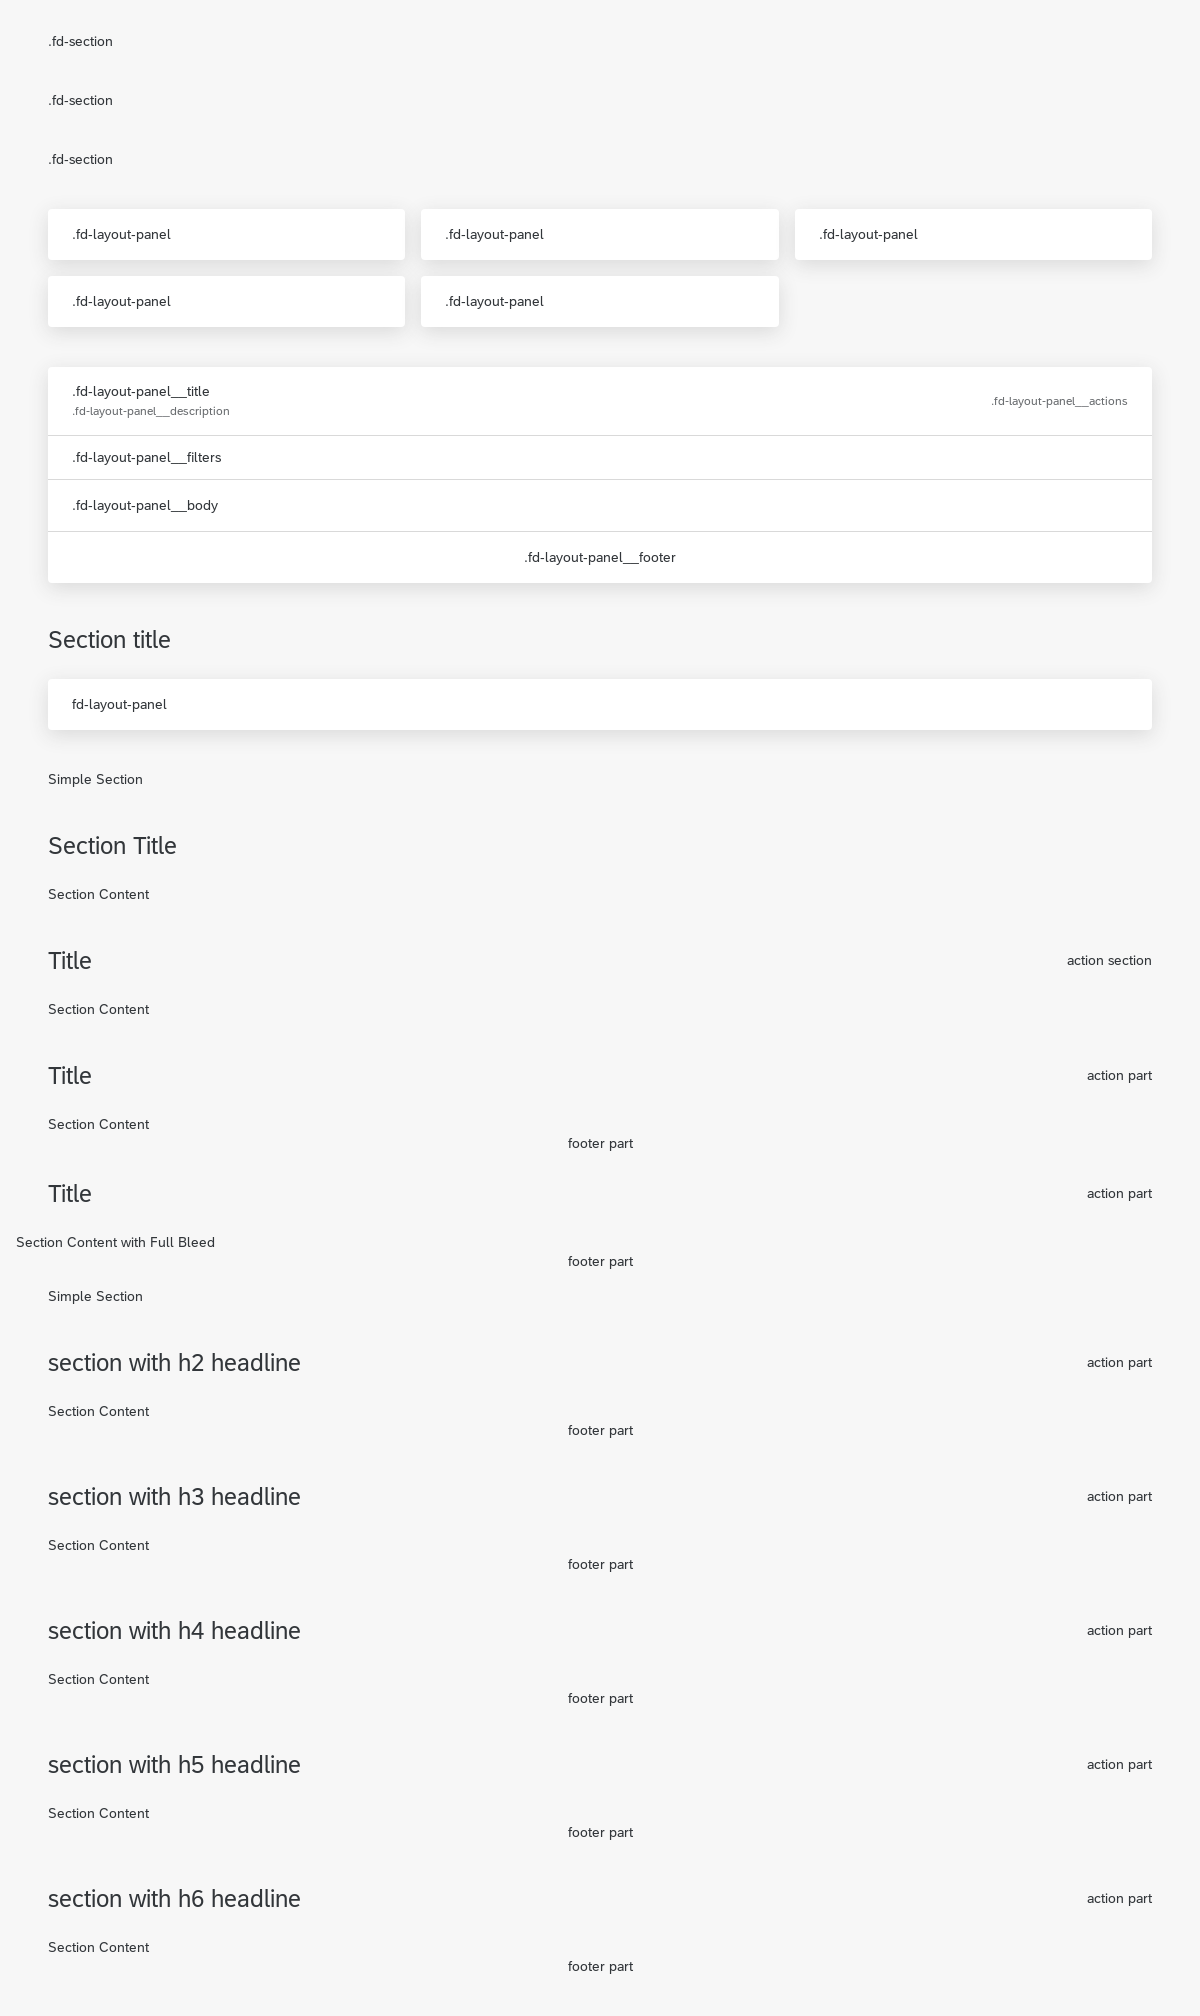 .fd-section
.fd-section
.fd-section
.fd-layout-panel
.fd-layout-panel
.fd-layout-panel
.fd-layout-panel
.fd-layout-panel
.fd-layout-panel__title
.fd-layout-panel__description
.fd-layout-panel__actions
.fd-layout-panel__filters
.fd-layout-panel__body
.fd-layout-panel__footer
Section title
fd-layout-panel
Simple Section
Section Title
Section Content
Title
action section
Section Content
Title
action part
Section Content
footer part
Title
action part
Section Content with Full Bleed
footer part
Simple Section
section with h2 headline
action part
Section Content
footer part
section with h3 headline
action part
Section Content
footer part
section with h4 headline
action part
Section Content
footer part
section with h5 headline
action part
Section Content
footer part
section with h6 headline
action part
Section Content
footer part